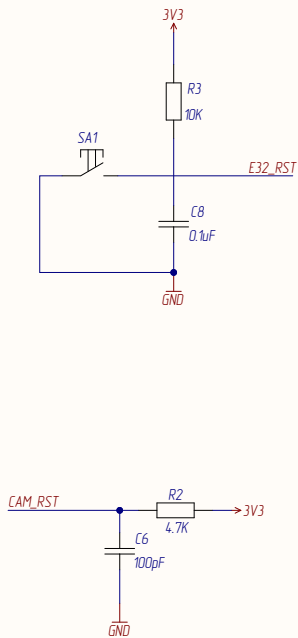 3V3
R3
10K
SA1
E32_RST
C8
0.1uF
GND
CAM_RST
R2
3V3
4.7K
C6
100pF
GND